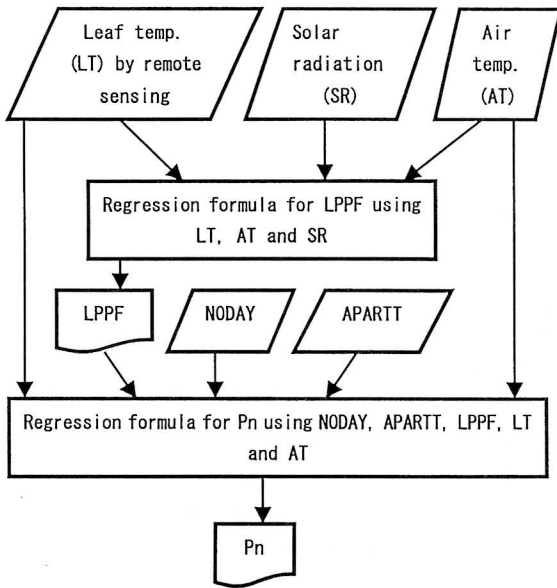 Leaf temp.
(LT) by remote
sensing
Solar
radiation
(SR)
Air
temp.
(AT)
Regression formula for LPPF using
LT, AT and SR
LPPF
NODAY
APARTT
Regression formula for Pn using NODAY, APARTT, LPPF, LT
and AT
Pn